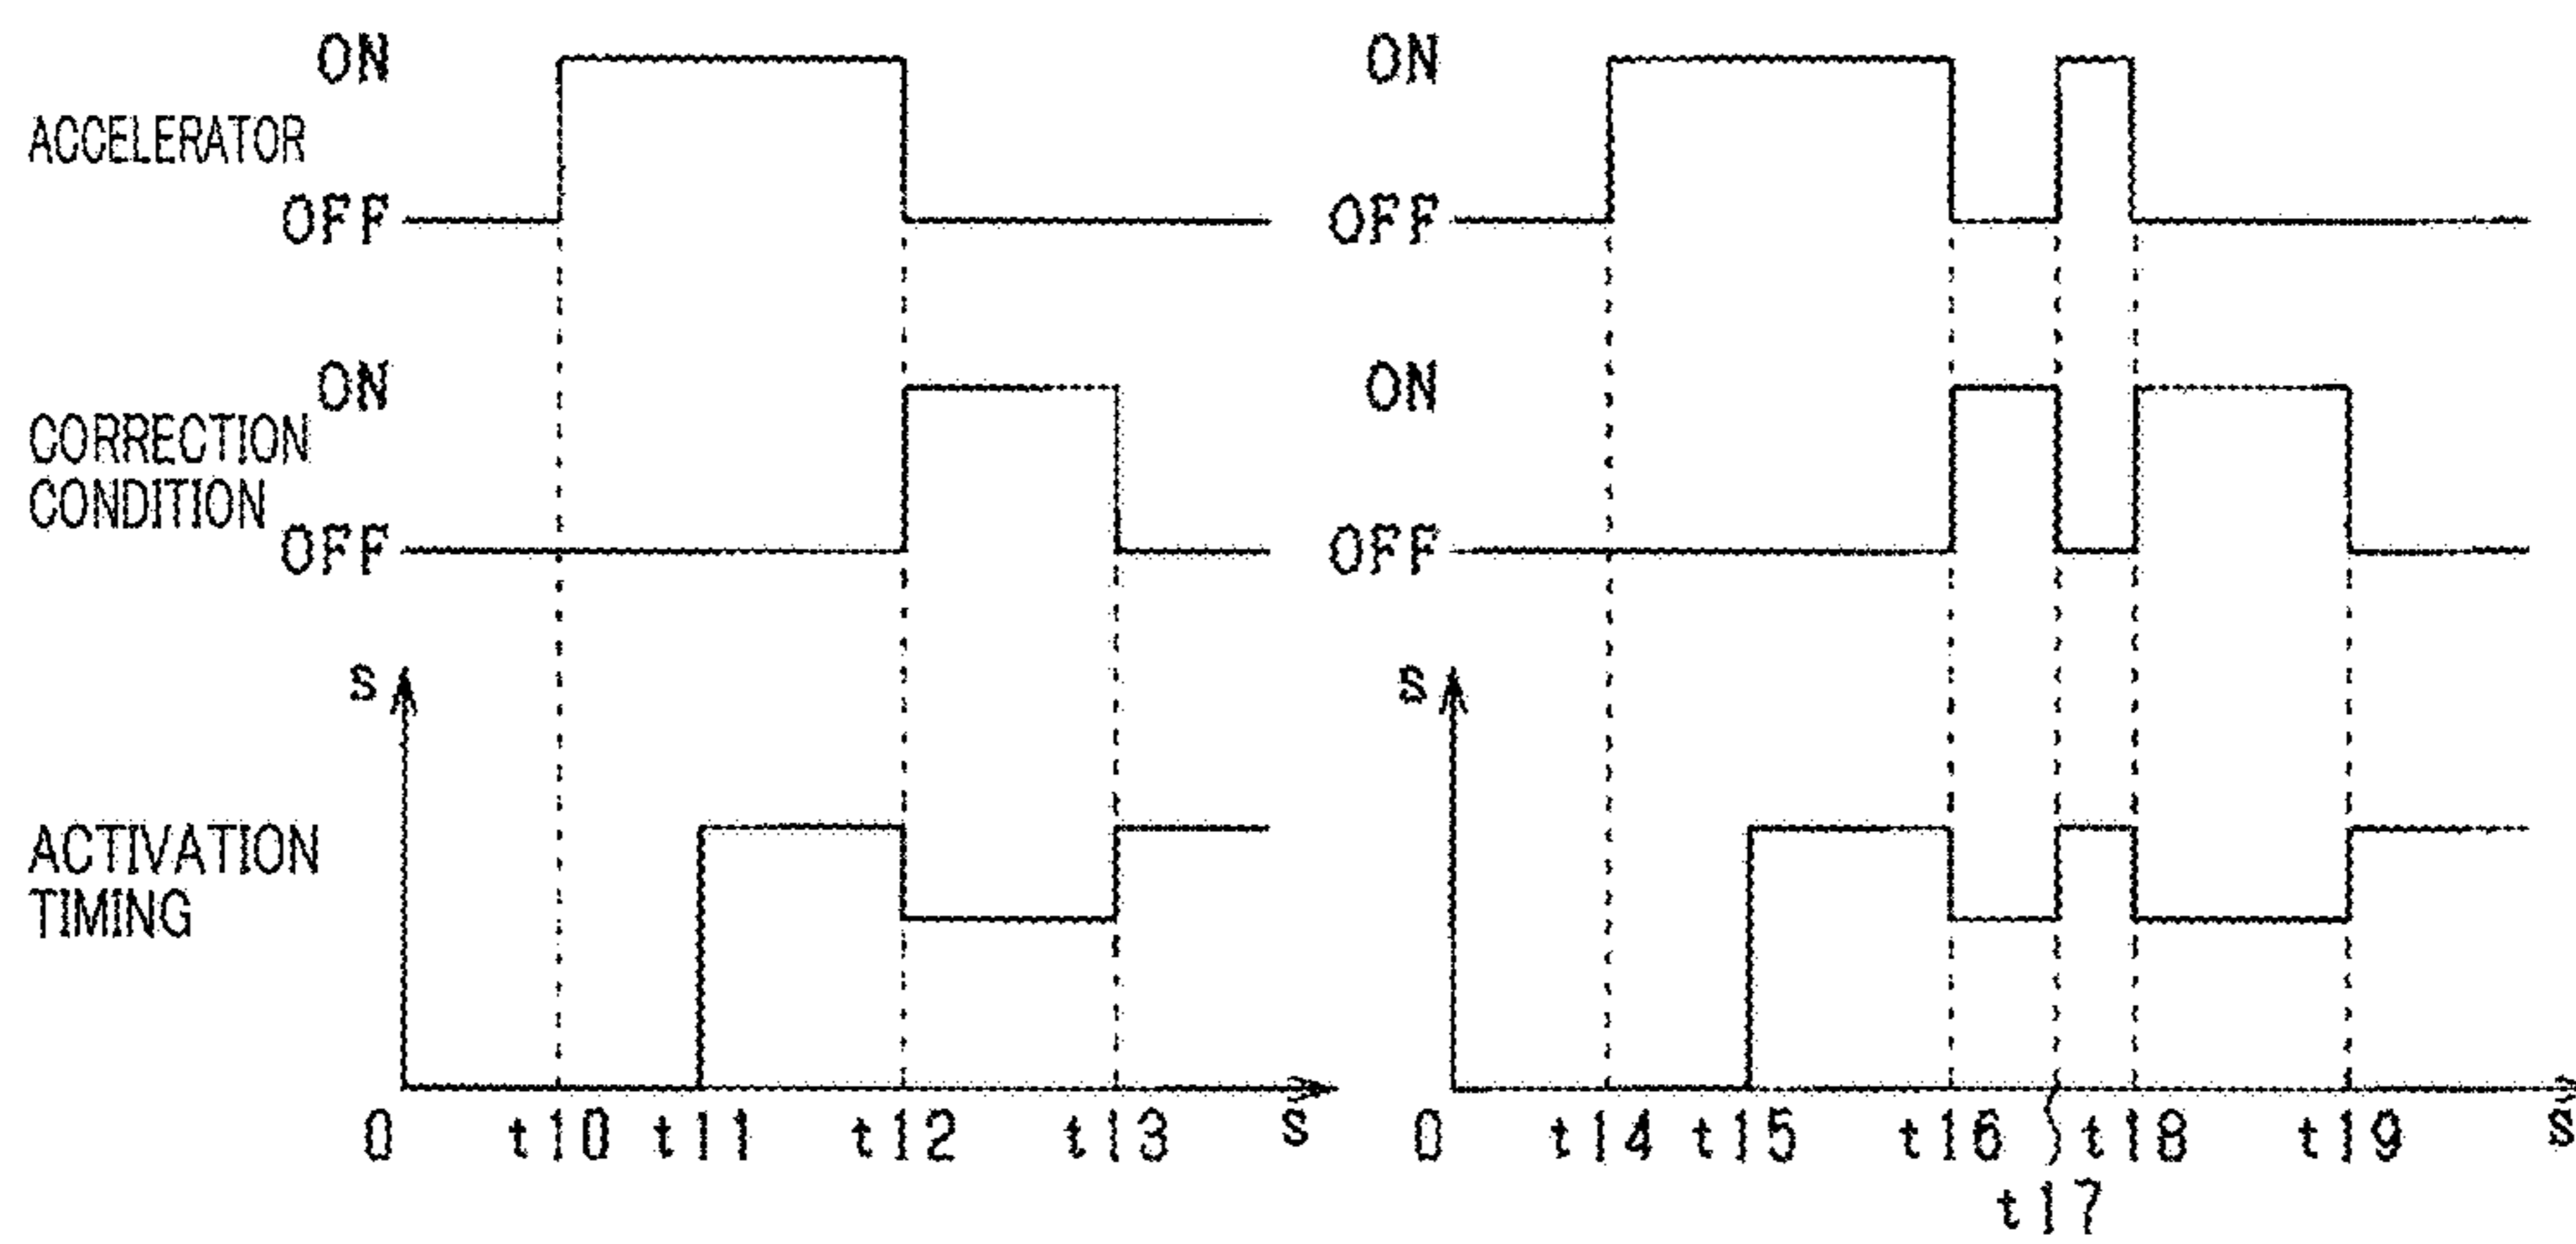 ON
ON
ACCELERATOR
OFF
OFF
ON
ON
CORRECTION
CONDITION
OFF
OFF
s
s
ACTIVATION
TIMING
0 t10 t11 t12 t13 s
0 t14 t15 t16 t18 t19 s
t17